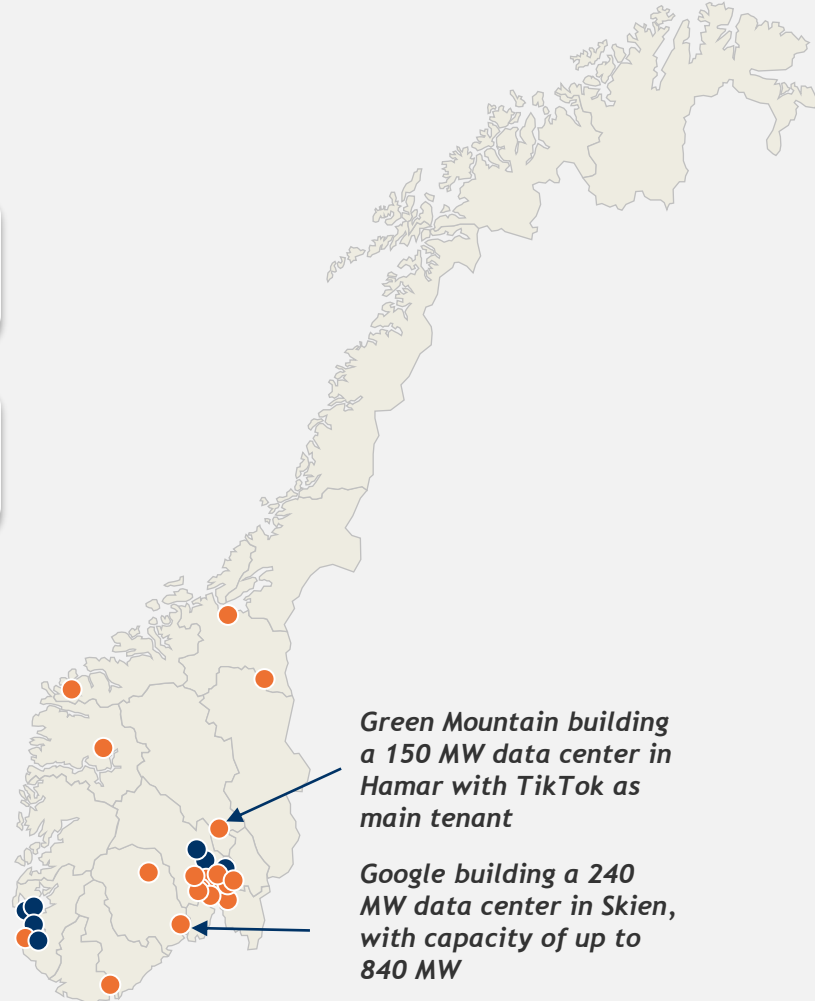 Green Mountain building
a 150 MW data center in
Hamar with TikTok as
main tenant
Google building a 240
MW data center in Skien,
with capacity of up to
840 MW